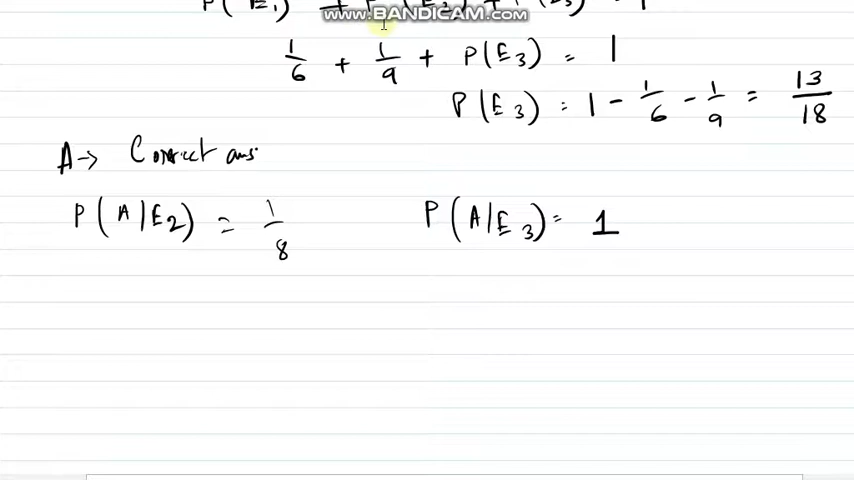 www.BANDICAM.com
1/6 + 1/9 + P(E3) = 1
P(E3) = 1 - 1/6 - 1/9 = 13/18
A → Correct ans.
P(A/E2) = 1/8 P(A/E3) = 1